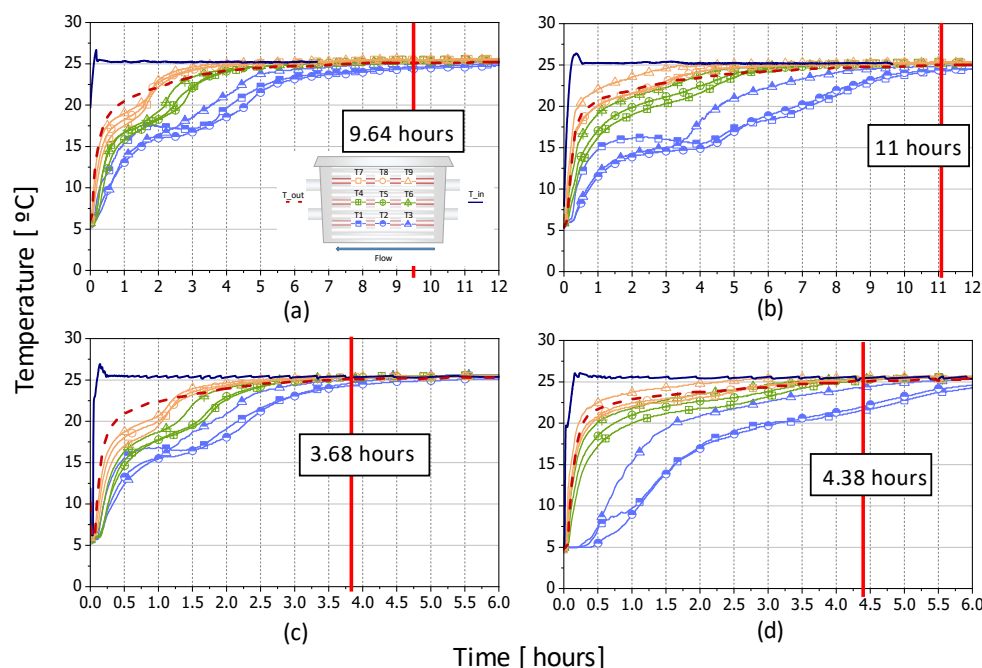 Temperature [ ºC]
30
25
20
15
10
5
0
9.64 hours
T_out
T_in
T7 T8 T9
T4 T5 T6
T1 T2 T3
Flow
0 1 2 3 4 5 6 7 8 9 10 11 12
(a)
30
25
20
15
10
5
0
11 hours
0 1 2 3 4 5 6 7 8 9 10 11 12
(b)
30
25
20
15
10
5
0
3.68 hours
0.0 0.5 1.0 1.5 2.0 2.5 3.0 3.5 4.0 4.5 5.0 5.5 6.0
(c)
30
25
20
15
10
5
0
4.38 hours
0.0 0.5 1.0 1.5 2.0 2.5 3.0 3.5 4.0 4.5 5.0 5.5 6.0
(d)
Time [ hours]